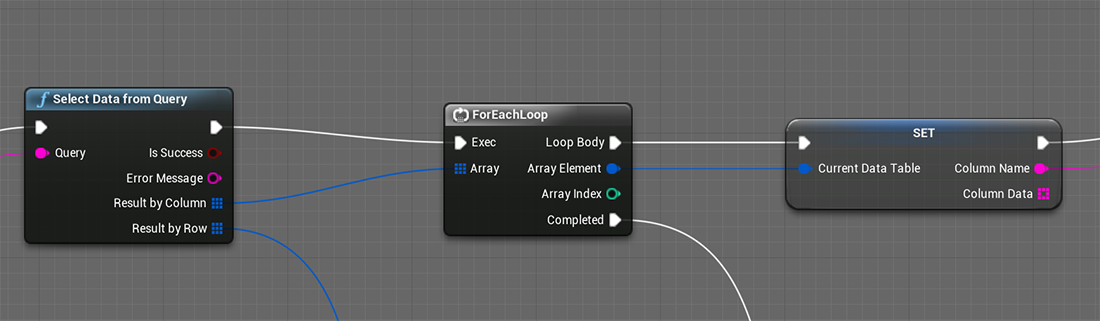 Select Data from Query
Query
Is Success
Error Message
Result by Column
Result by Row
ForEachLoop
Exec
Loop Body
Array
Array Element
Array Index
Completed
SET
Current Data Table
Column Name
Column Data